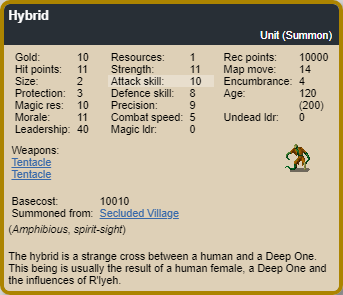 Hybrid
Unit (Summon)
Gold: 10 Resources: 1 Rec points: 10000
Hit points: 11 Strength: 11 Map move: 14
Size: 2 Attack skill: 10 Encumbrance: 4
Protection: 3 Defence skill: 8 Age: 120
Magic res: 10 Precision: 9 (200)
Morale: 11 Combat speed: 5 Undead ldr: 0
Leadership: 40 Magic ldr: 0
Weapons:
Tentacle
Tentacle
Basecost: 10010
Summoned from: Secluded Village
(Amphibious, spirit-sight)
The hybrid is a strange cross between a human and a Deep One.
This being is usually the result of a human female, a Deep One and
the influences of R'lyeh.